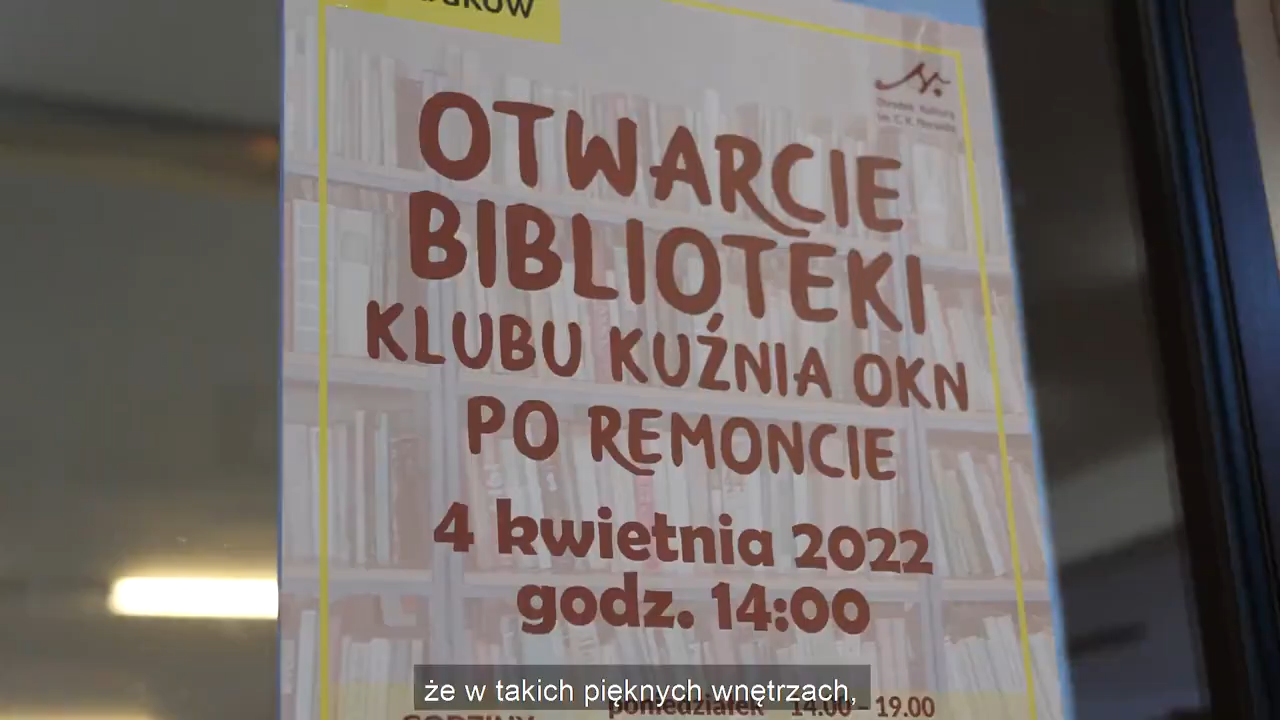 OTWARCIE
BIBLIOTEKI
KLUBU KUŹNIA OKN
PO REMONCIE
4 kwietnia 2022
godz. 14:00
że w takich pięknych wnętrzach,
GODZINY
poniedziałek 14.00 - 19.00